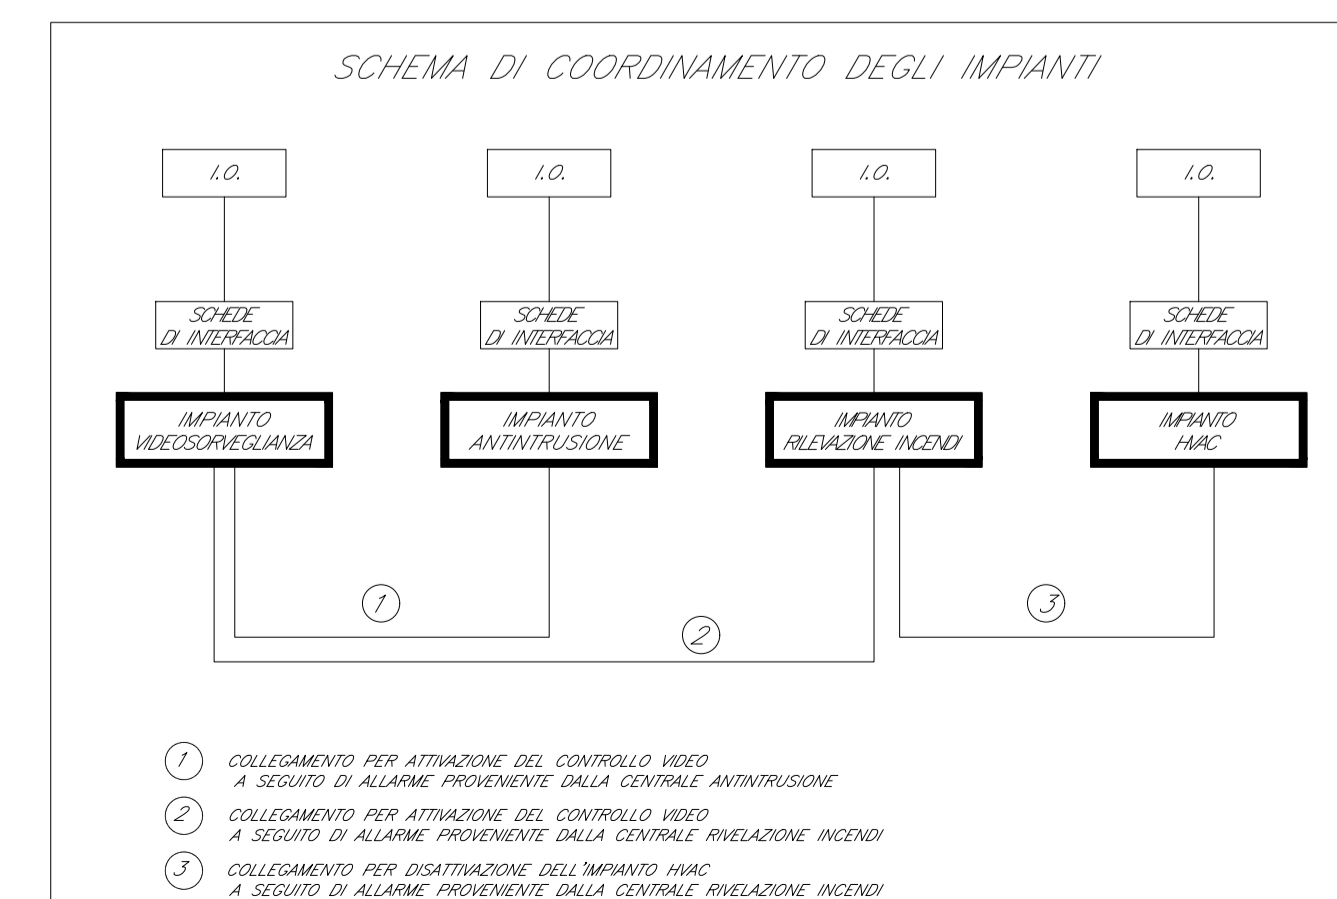 SCHEMA DI COORDINAMENTO DEGLI IMPIANTI
I.O.
I.O.
I.O.
I.O.
SCHEDE
DI INTERFACCIA
SCHEDE
DI INTERFACCIA
SCHEDE
DI INTERFACCIA
SCHEDE
DI INTERFACCIA
IMPIANTO
VIDEOSORVEGLIANZA
IMPIANTO
ANTINTRUSIONE
IMPIANTO
RILEVAZIONE INCENDI
IMPIANTO
HVAC
1
2
3
1 COLLEGAMENTO PER ATTIVAZIONE DEL CONTROLLO VIDEO
A SEGUITO DI ALLARME PROVENIENTE DALLA CENTRALE ANTINTRUSIONE
2 COLLEGAMENTO PER ATTIVAZIONE DEL CONTROLLO VIDEO
A SEGUITO DI ALLARME PROVENIENTE DALLA CENTRALE RIVELAZIONE INCENDI
3 COLLEGAMENTO PER DISATTIVAZIONE DELL'IMPIANTO HVAC
A SEGUITO DI ALLARME PROVENIENTE DALLA CENTRALE RIVELAZIONE INCENDI